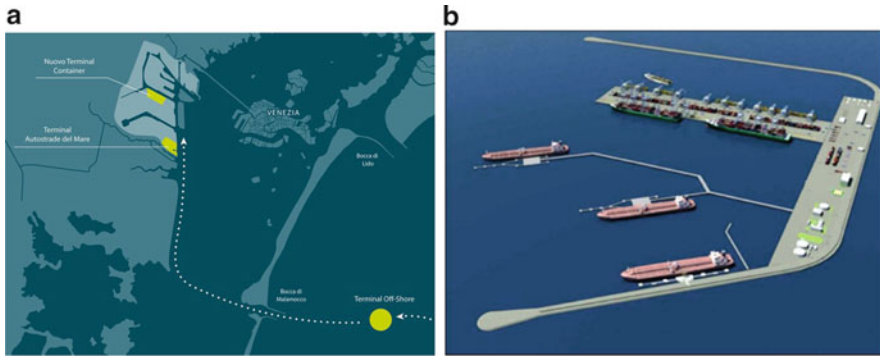 a
Nuovo Terminal
Container
Terminal
Autostrade del Mare
VENEZIA
Bocca di
Lido
Bocca di
Malamocco
Terminal Off-Shore
b